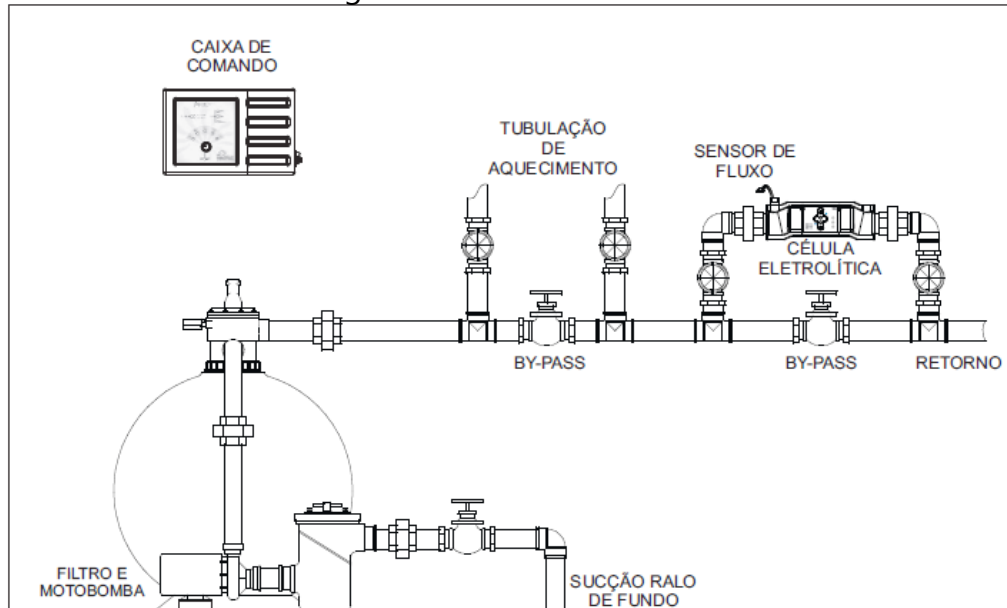 CAIXA DE
COMANDO
TUBULAÇÃO
DE
AQUECIMENTO
SENSOR DE
FLUXO
CÉLULA
ELETROLÍTICA
BY-PASS
BY-PASS
RETORNO
FILTRO E
MOTOBOMBA
SUCÇÃO RALO
DE FUNDO